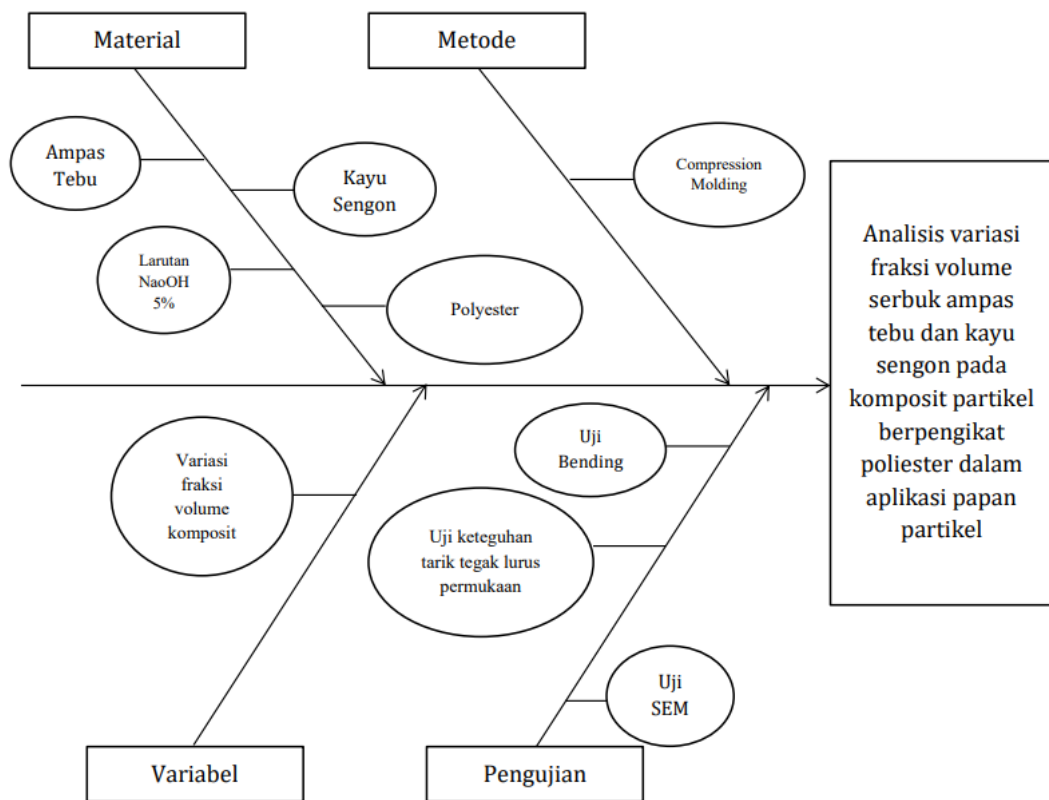 Material
Metode
Ampas
Tebu
Kayu
Sengon
Compression
Molding
Larutan
NaoOH
5%
Polyester
Analisis variasi
fraksi volume
serbuk ampas
tebu dan kayu
sengon pada
komposit partikel
berpengikat
poliester dalam
aplikasi papan
partikel
Variasi
fraksi
volume
komposit
Uji
Bending
Uji keteguhan
tarik tegak lurus
permukaan
Uji
SEM
Variabel
Pengujian